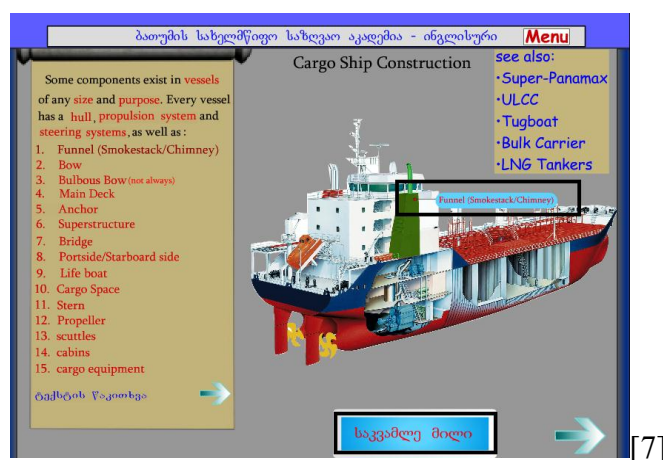 ბათუმის სახელმწიფო საზღვაო აკადემია - ინგლისური
Menu
Some components exist in vessels
of any size and purpose. Every vessel
has a hull, propulsion system and
steering systems, as well as :
1. Funnel (Smokestack/Chimney)
2. Bow
3. Bulbous Bow (not always)
4. Main Deck
5. Anchor
6. Superstructure
7. Bridge
8. Portside/Starboard side
9. Life boat
10. Cargo Space
11. Stern
12. Propeller
13. scuttles
14. cabins
15. cargo equipment
ტექსტის წაკითხვა
Cargo Ship Construction
see also:
·Super-Panamax
·ULCC
·Tugboat
·Bulk Carrier
·LNG Tankers
Funnel (Smokestack/Chimney)
საკვამლე მილი
[7]